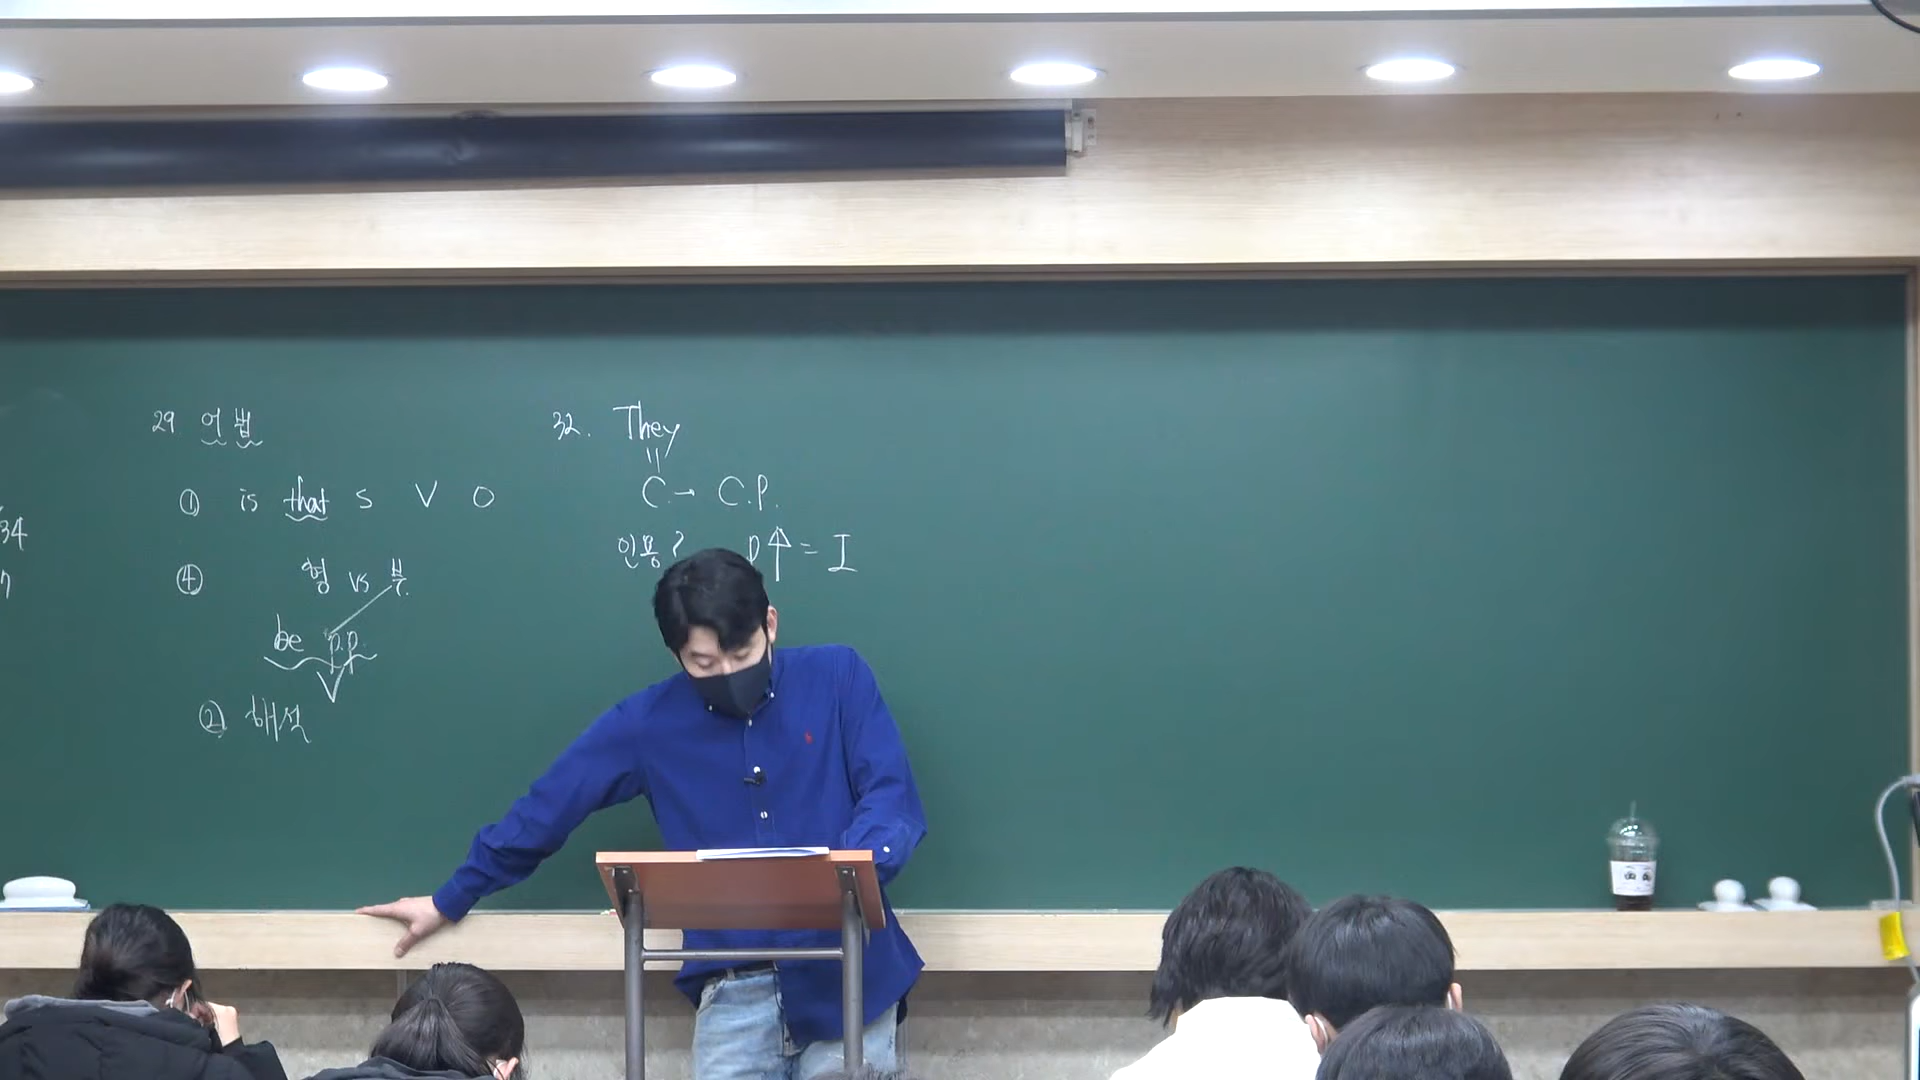 34
7
29 어법
① is that S V O
④ 형 vs 부.
be p.p.
V
② 해석
32. They
C. → C.P.
인용? P↑ = I